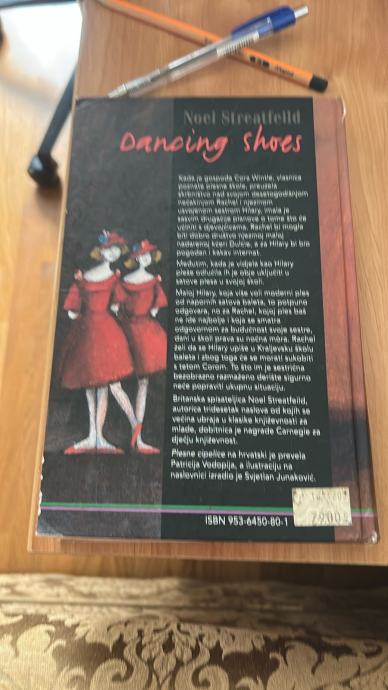 Noel Streatfeild
Dancing Shoes
Kada je gospođa Cora Wintle, vlasnica
poznate plesne škole, preuzela
skrbništvo nad svojom desetogodišnjom
nećakinjom Rachel i njezinom
usvojenom sestrom Hilary, imala je
sasvim drugačije planove o tome što će
učiniti s djevojčicama. Rachel bi mogla
biti dobro društvo njezinoj maloj
nadarenoj kćeri Dulcie, a za Hilary bi bio
pogodan i kakav internat.
Međutim, kada je vidjela kao Hilary
pleše odlučila ih je obje uključiti u
satove plesa u svojoj školi.
Maloj Hilary, koja više voli moderni ples
od napornih satova baleta, to potpuno
odgovara, no za Rachel, kojoj ples baš
ne ide najbolje i koja se smatra
odgovornom za budućnost svoje sestre,
dani u školi prava su noćna mora. Rachel
želi da se Hilary upiše u Kraljevsku školu
baleta i zbog toga će se morati sukobiti
s tetom Corom. To što im je sestrična
bezobrazno razmaženo derište sigurno
neće popraviti ukupnu situaciju.
Britanska spisateljica Noel Streatfeild,
autorica tridesetak naslova od kojih se
većina ubraja u klasike književnosti za
mlade, dobitnica je nagrade Carnegie za
dječju književnost.
Plesne cipelice na hrvatski je prevela
Patricija Vodopija, a ilustraciju na
naslovnici izradio je Svjetlan Junaković.
ISBN 953-6450-80-1